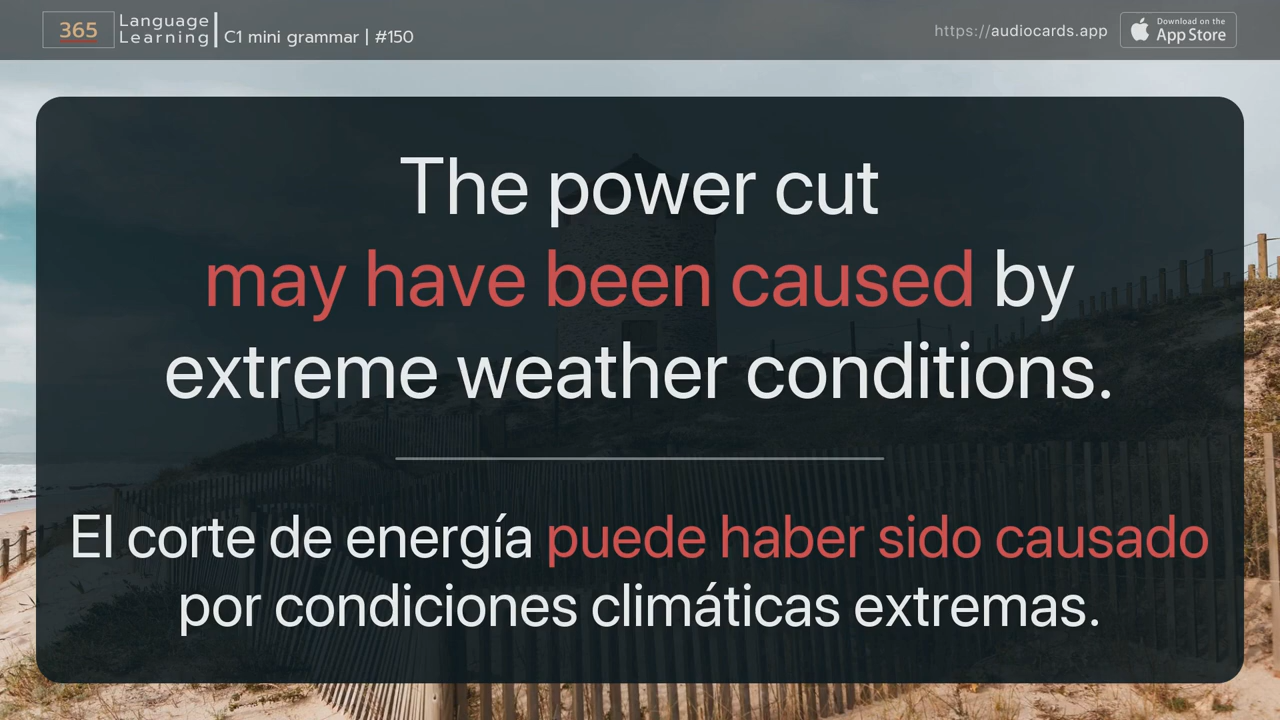 365
Language
Learning
C1 mini grammar | #150
https://audiocards.app
Download on the
App Store
The power cut
may have been caused by
extreme weather conditions.
El corte de energía puede haber sido causado
por condiciones climáticas extremas.